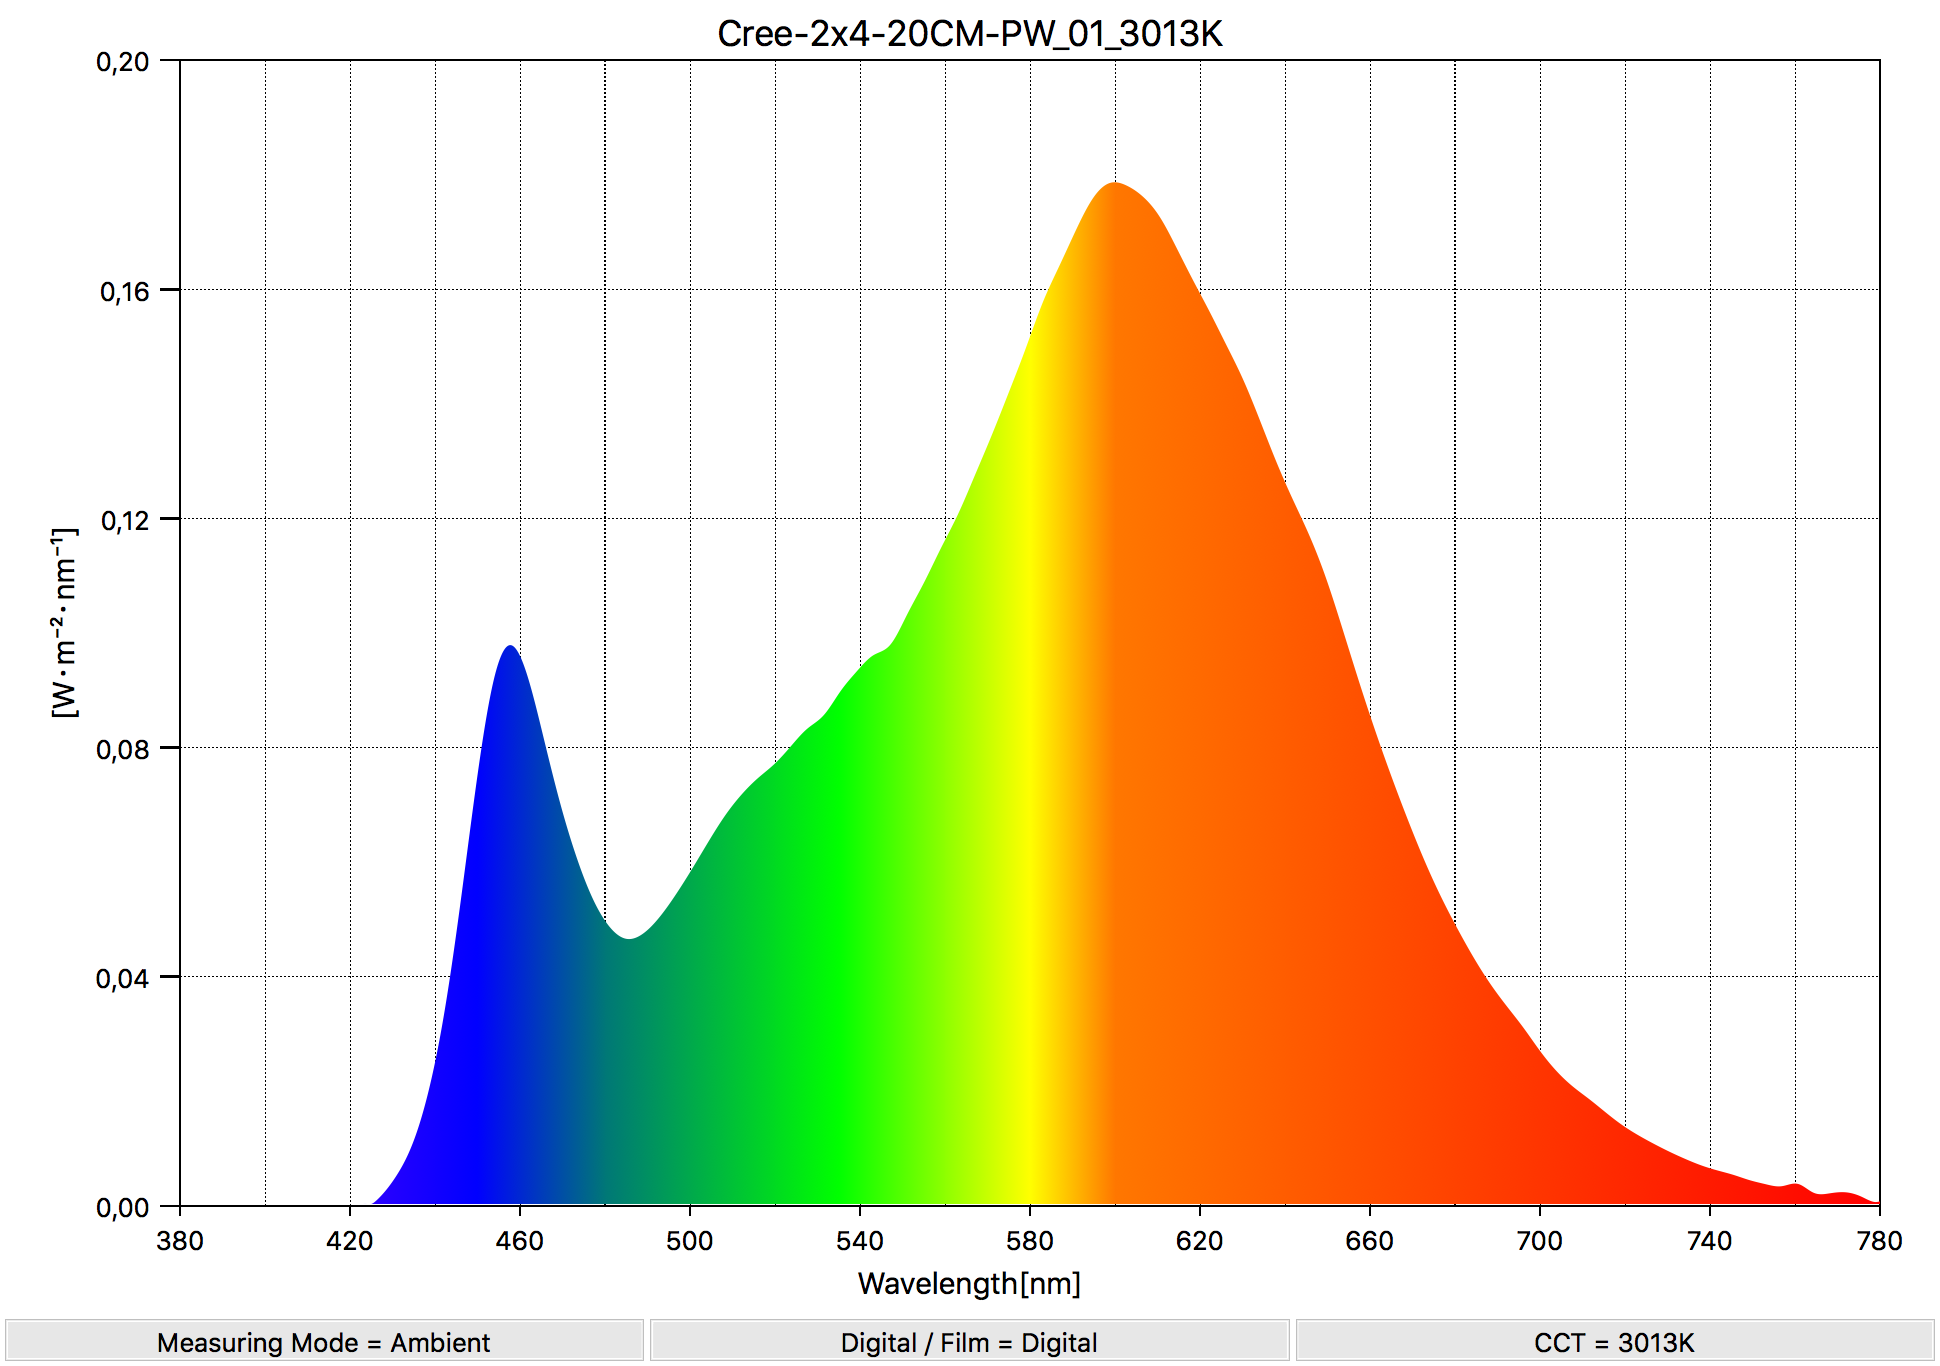 Cree-2x4-20CM-PW_01_3013K
0,20
0,16
0,12
0,08
0,04
0,00
[W·m⁻²·nm⁻¹]
380 420 460 500 540 580 620 660 700 740 780
Wavelength[nm]
Measuring Mode = Ambient
Digital / Film = Digital
CCT = 3013K